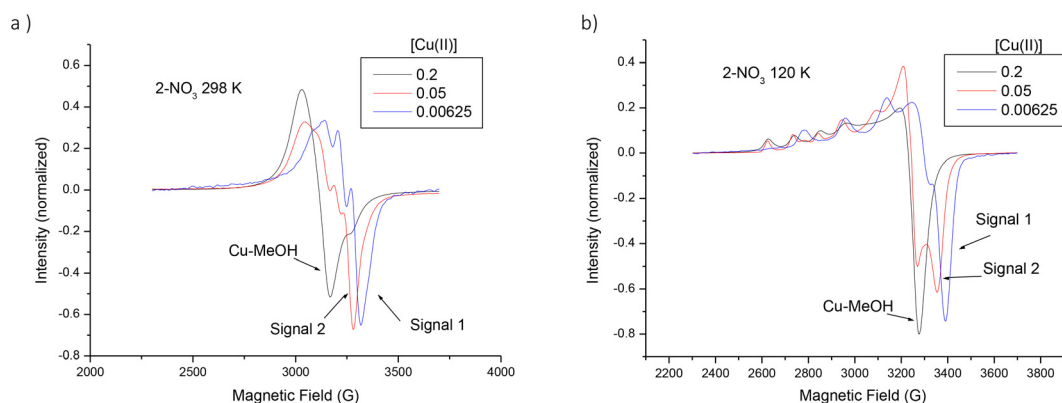 a )
[Cu(II)]
2-NO₃ 298 K
0.2
0.05
0.00625
0.6
0.4
0.2
0.0
-0.2
-0.4
-0.6
-0.8
Intensity (normalized)
Cu-MeOH
Signal 2
Signal 1
2000
2500
3000
3500
4000
Magnetic Field (G)
b)
[Cu(II)]
2-NO₃ 120 K
0.2
0.05
0.00625
0.4
0.2
0.0
-0.2
-0.4
-0.6
-0.8
Intensity (normalized)
Signal 1
Signal 2
Cu-MeOH
2200
2400
2600
2800
3000
3200
3400
3600
3800
Magnetic Field (G)